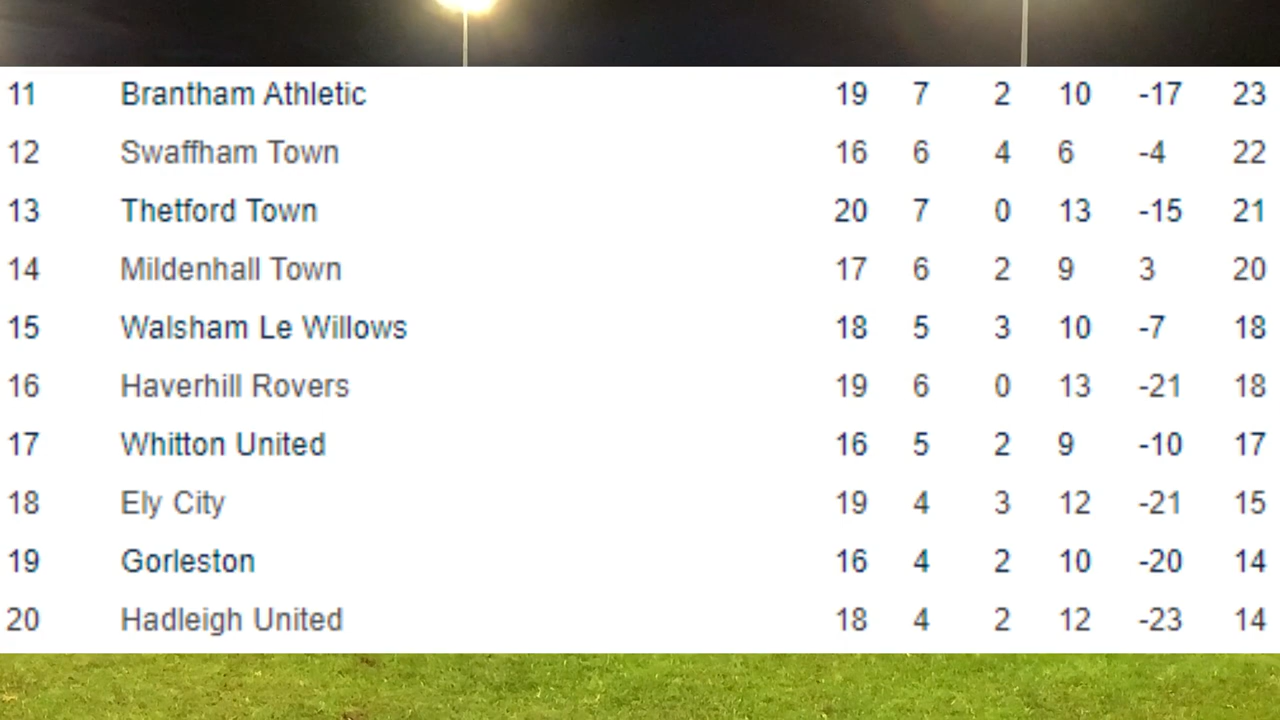 11 Brantham Athletic 19 7 2 10 -17 23
12 Swaffham Town 16 6 4 6 -4 22
13 Thetford Town 20 7 0 13 -15 21
14 Mildenhall Town 17 6 2 9 3 20
15 Walsham Le Willows 18 5 3 10 -7 18
16 Haverhill Rovers 19 6 0 13 -21 18
17 Whitton United 16 5 2 9 -10 17
18 Ely City 19 4 3 12 -21 15
19 Gorleston 16 4 2 10 -20 14
20 Hadleigh United 18 4 2 12 -23 14